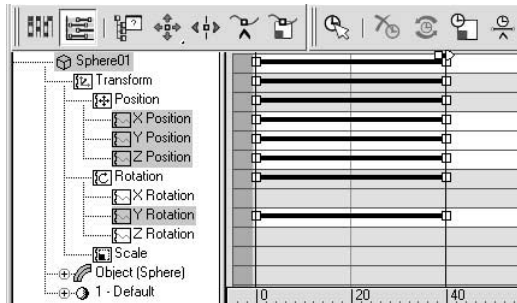 Sphere01
Transform
Position
X Position
Y Position
Z Position
Rotation
X Rotation
Y Rotation
Z Rotation
Scale
Object (Sphere)
1 - Default
0 20 40